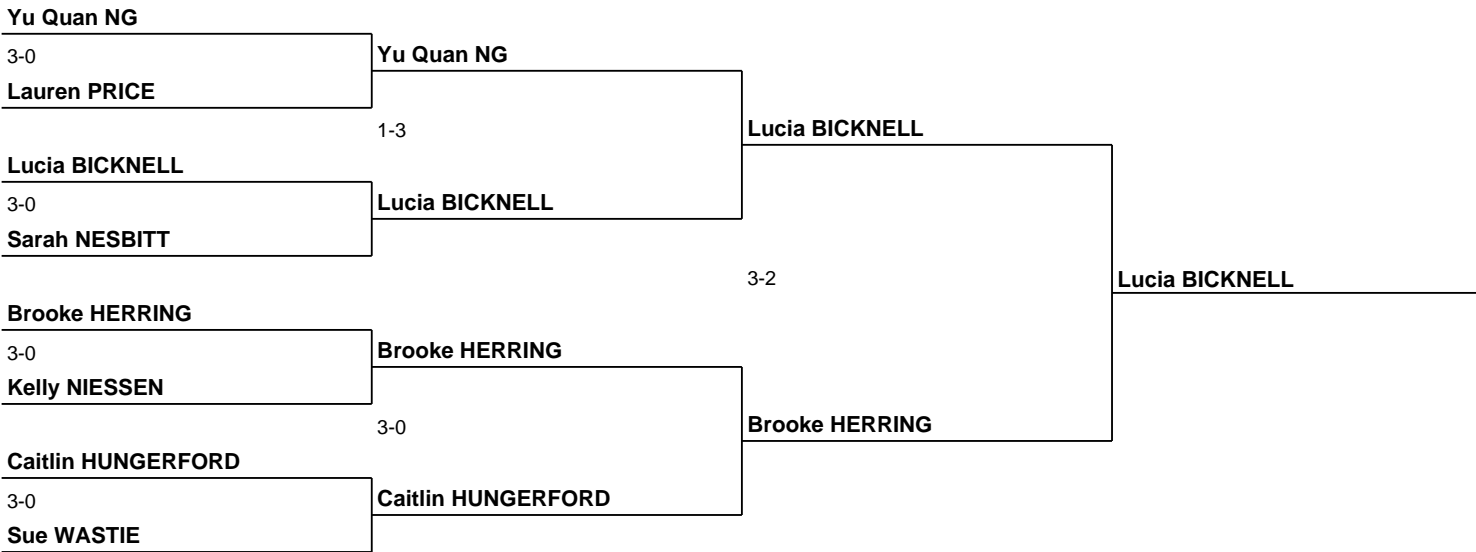 Yu Quan NG
3-0
Lauren PRICE
Yu Quan NG
1-3
Lucia BICKNELL
Lucia BICKNELL
3-0
Sarah NESBITT
Lucia BICKNELL
3-2
Lucia BICKNELL
Brooke HERRING
3-0
Kelly NIESSEN
Brooke HERRING
3-0
Brooke HERRING
Caitlin HUNGERFORD
3-0
Sue WASTIE
Caitlin HUNGERFORD